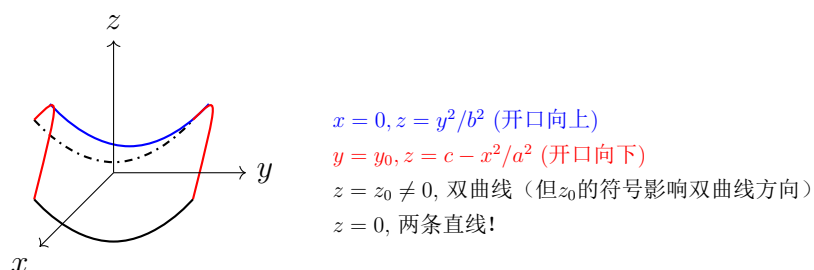 z
y
x
x = 0, z = y²/b² (开口向上)
y = y₀, z = c − x²/a² (开口向下)
z = z₀ ≠ 0, 双曲线（但z₀的符号影响双曲线方向）
z = 0, 两条直线!